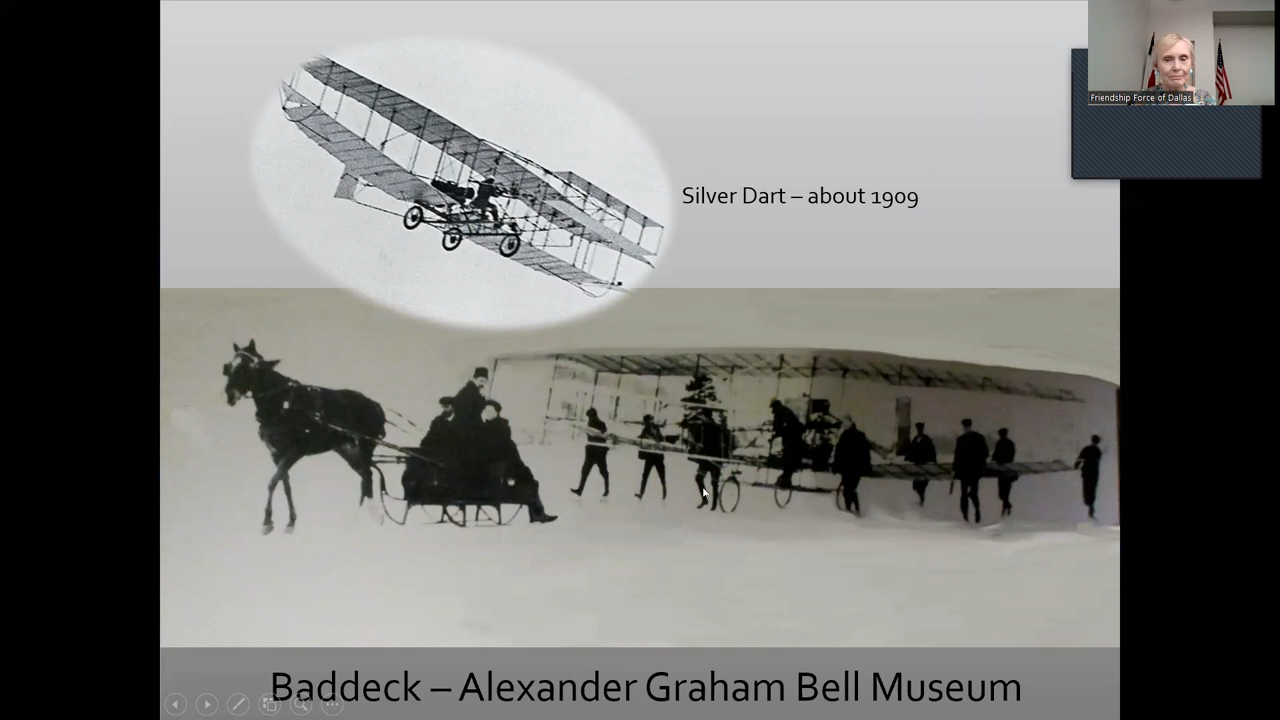 Friendship Force of Dallas
Silver Dart – about 1909
Baddeck – Alexander Graham Bell Museum